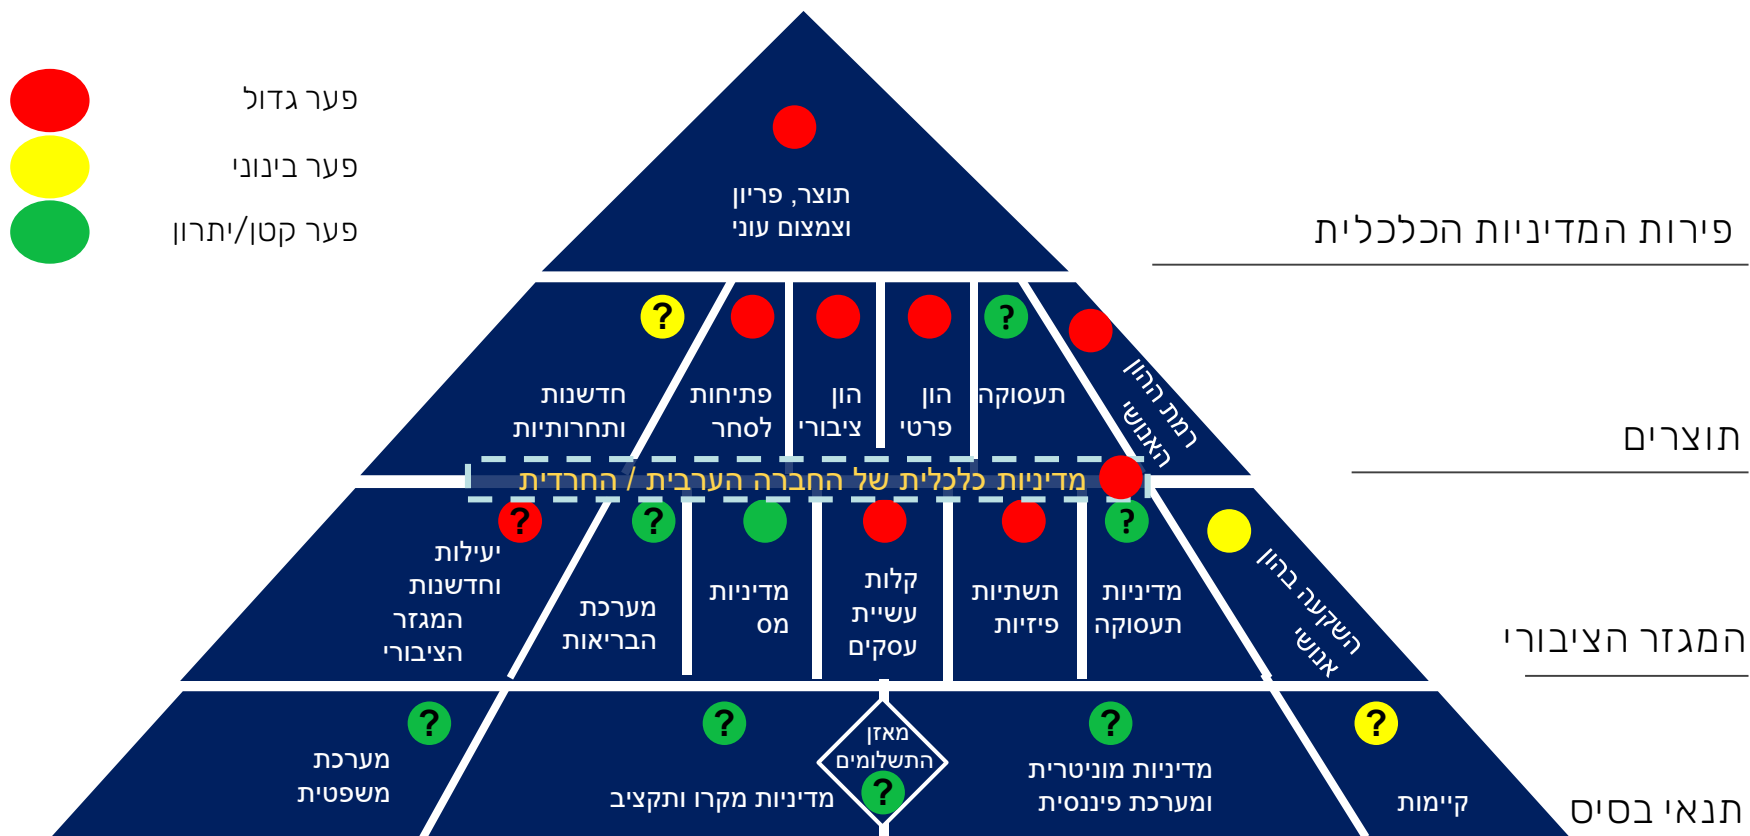 פער גדול
פער בינוני
פער קטן/יתרון
תוצר, פריון
וצמצום עוני
פירות המדיניות הכלכלית
רמת ההון
האנושי
?
תעסוקה
הון
פרטי
הון
ציבורי
פתיחות
לסחר
?
חדשנות
ותחרותיות
תוצרים
מדיניות כלכלית של החברה הערבית / החרדית
השקעה בהון
אנושי
?
מדיניות
תעסוקה
תשתיות
פיזיות
קלות
עשיית
עסקים
מדיניות
מס
?
מערכת
הבריאות
?
יעילות
וחדשנות
המגזר
הציבורי
המגזר הציבורי
?
קיימות
?
מדיניות מוניטרית
ומערכת פיננסית
מאזן
התשלומים
?
?
מדיניות מקרו ותקציב
?
מערכת
משפטית
תנאי בסיס